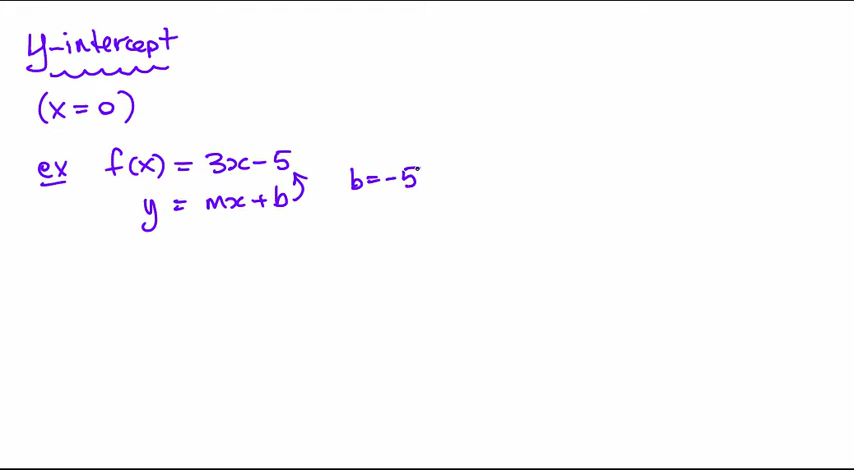 y-intercept
(x = 0)
ex f(x) = 3x - 5
y = mx + b
b = -5